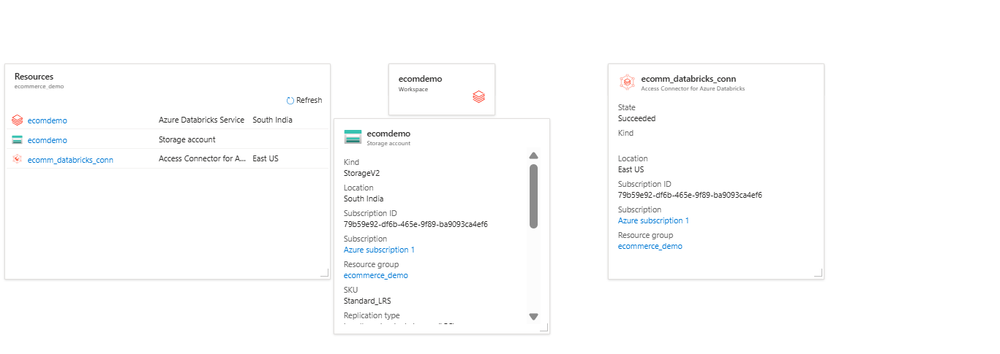 Resources
ecommerce_demo
Refresh
ecomdemo Azure Databricks Service South India
ecomdemo Storage account
ecomm_databricks_conn Access Connector for A... East US
ecomdemo
Workspace
ecomdemo
Storage account
Kind
StorageV2
Location
South India
Subscription ID
79b59e92-df6b-465e-9f89-ba9093ca4ef6
Subscription
Azure subscription 1
Resource group
ecommerce_demo
SKU
Standard_LRS
Replication type
ecomm_databricks_conn
Access Connector for Azure Databricks
State
Succeeded
Kind
Location
East US
Subscription ID
79b59e92-df6b-465e-9f89-ba9093ca4ef6
Subscription
Azure subscription 1
Resource group
ecommerce_demo